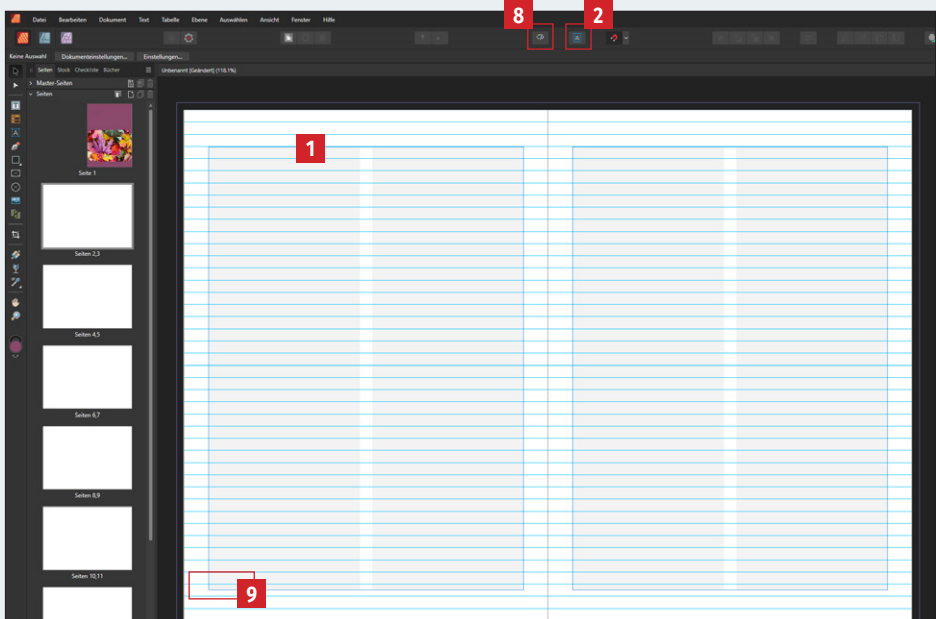 8 2
Datei Bearbeiten Dokument Text Tabelle Ebene Auswählen Ansicht Fenster Hilfe
Keine Auswahl Dokumenteinstellungen... Einstellungen...
Seiten Stock Checkliste Bücher
Unbenannt [Geändert] (118.1%)
Master-Seiten
Seiten
1
Seite 1
Seiten 2,3
Seiten 4,5
Seiten 6,7
Seiten 8,9
Seiten 10,11
9